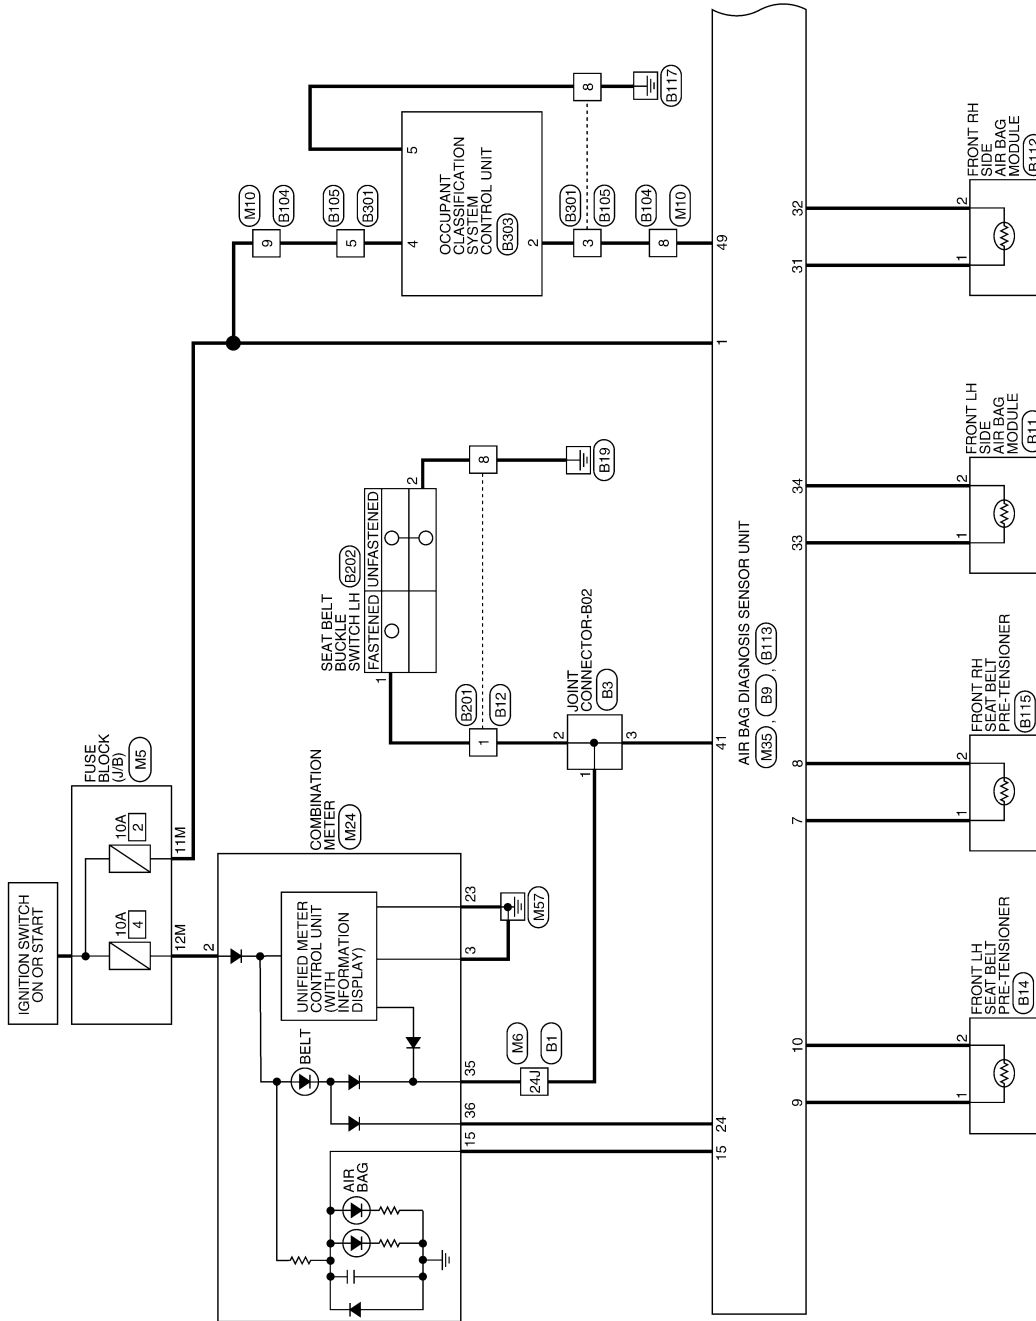 IGNITION SWITCH
ON OR START
FUSE
BLOCK
(J/B)
M5
10A
4
10A
2
12M
11M
2
COMBINATION
METER
M24
UNIFIED METER
CONTROL UNIT
(WITH
INFORMATION
DISPLAY)
BELT
AIR
BAG
15
36
35
3
23
M57
M6
B1
24J
SEAT BELT
BUCKLE
SWITCH LH
B202
FASTENED
UNFASTENED
1
2
B201
B12
1
8
B19
JOINT
CONNECTOR-B02
B3
2
1
3
M10
B104
9
B105
B301
5
4
5
OCCUPANT
CLASSIFICATION
SYSTEM
CONTROL UNIT
B303
2
B301
B105
3
8
B117
B104
M10
8
15
24
41
1
49
AIR BAG DIAGNOSIS SENSOR UNIT
M35 , B9 , B113
9
10
7
8
33
34
31
32
FRONT LH
SEAT BELT
PRE-TENSIONER
B14
1
2
FRONT RH
SEAT BELT
PRE-TENSIONER
B115
1
2
FRONT LH
SIDE
AIR BAG
MODULE
1
2
FRONT RH
SIDE
AIR BAG
MODULE
B112
1
2